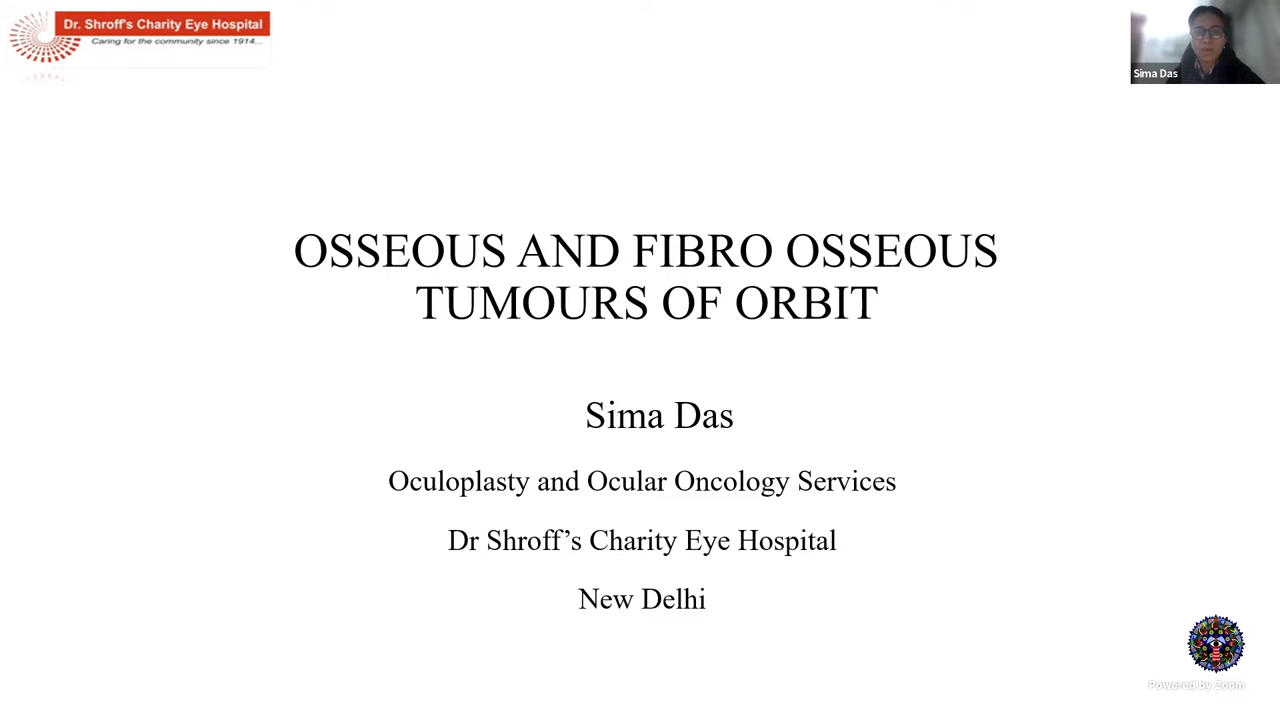 Dr. Shroff's Charity Eye Hospital
Caring for the community since 1914...
Sima Das
OSSEOUS AND FIBRO OSSEOUS
TUMOURS OF ORBIT
Sima Das
Oculoplasty and Ocular Oncology Services
Dr Shroff’s Charity Eye Hospital
New Delhi
Powered by Zoom